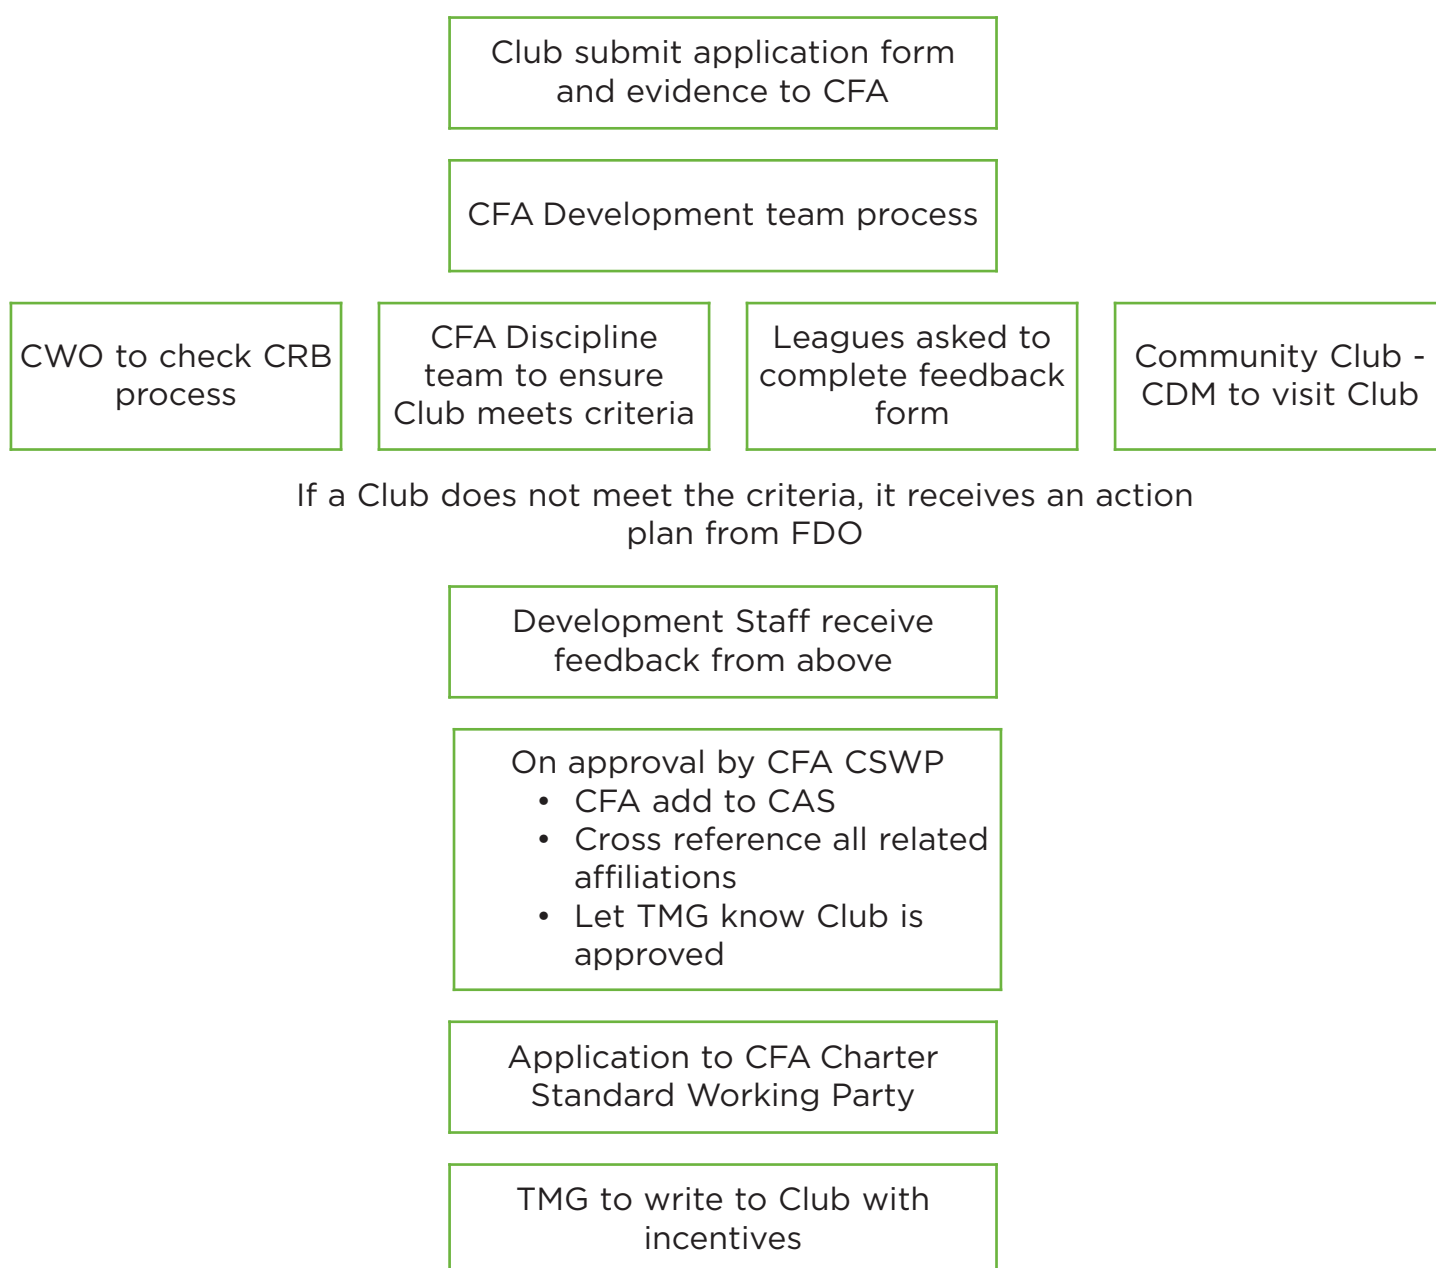 Club submit application form
and evidence to CFA
CFA Development team process
CWO to check CRB
process
CFA Discipline
team to ensure
Club meets criteria
Leagues asked to
complete feedback
form
Community Club -
CDM to visit Club
If a Club does not meet the criteria, it receives an action
plan from FDO
Development Staff receive
feedback from above
On approval by CFA CSWP
• CFA add to CAS
• Cross reference all related
affiliations
• Let TMG know Club is
approved
Application to CFA Charter
Standard Working Party
TMG to write to Club with
incentives